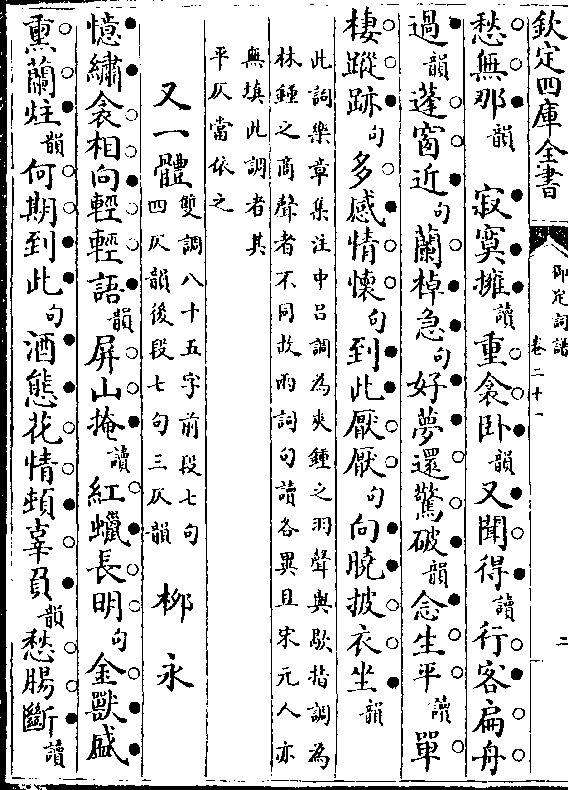 欽定四庫全書
御定詞譜
卷二十一
二
愁無那韻　寂寞擁讀重衾卧韻又聞得讀行客扁舟
過韻蓬窗近句蘭棹急句好夢還驚破韻念生平讀單
棲蹤跡句多感情懷句到此厭厭句向曉披衣坐韻
此詞樂章集注中呂調為夾鍾之羽聲與歇指調為
林鍾之商聲者不同故兩詞句讀各異且宋元人亦
無填此調者其
平仄當依之
又一體雙調八十五字前段七句
四仄韻後段七句三仄韻　柳永
憶繡衾相向輕輕語韻屏山掩讀紅蠟長明句金獸盛
熏蘭炷韻何期到此句酒態花情頓辜負韻愁腸斷讀